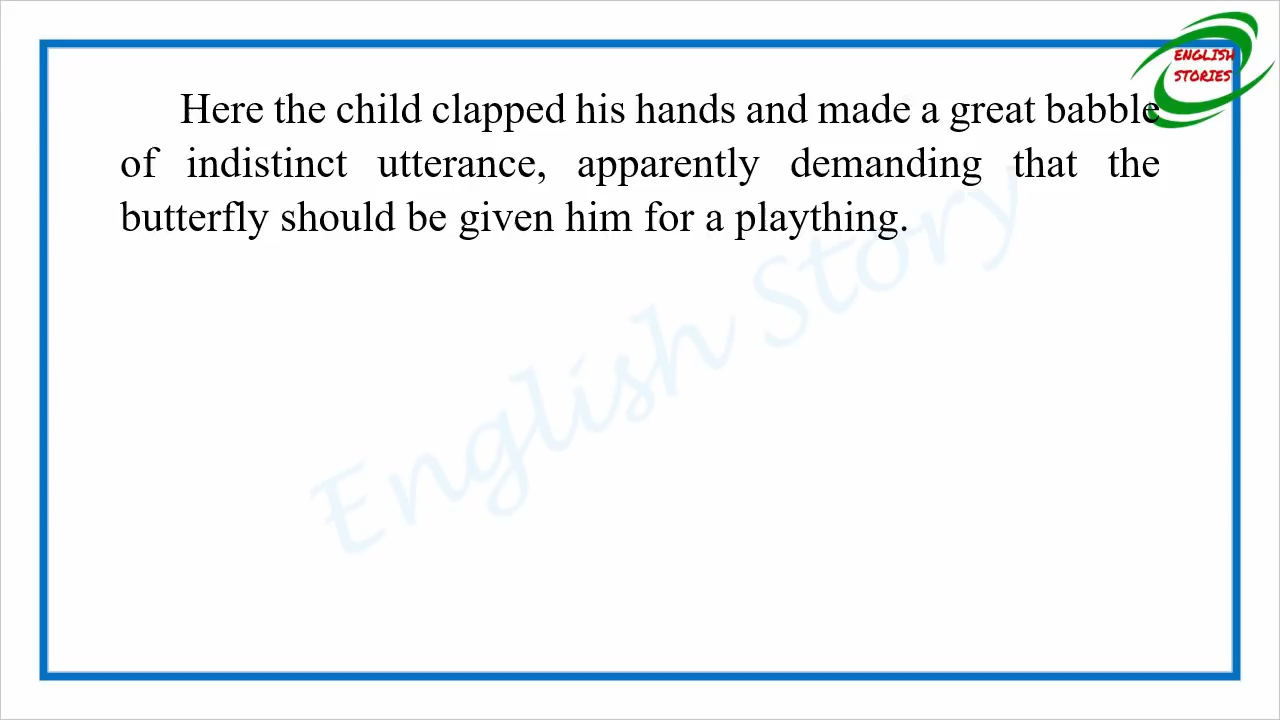 ENGLISH
STORIES
Here the child clapped his hands and made a great babble
of indistinct utterance, apparently demanding that the
butterfly should be given him for a plaything.
English Story